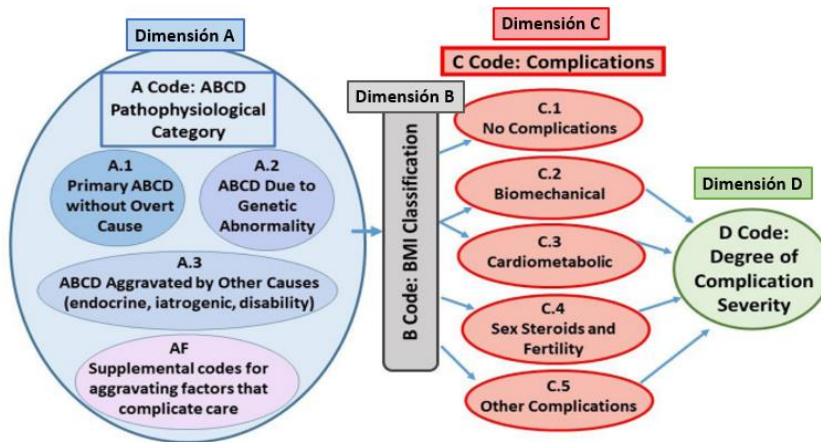 Dimensión A
A Code: ABCD
Pathophysiological
Category
A.1
Primary ABCD
without Overt
Cause
A.2
ABCD Due to
Genetic
Abnormality
A.3
ABCD Aggravated by Other Causes
(endocrine, iatrogenic, disability)
AF
Supplemental codes for
aggravating factors that
complicate care
Dimensión B
B Code: BMI Classification
Dimensión C
C Code: Complications
C.1
No Complications
C.2
Biomechanical
C.3
Cardiometabolic
C.4
Sex Steroids and
Fertility
C.5
Other Complications
Dimensión D
D Code:
Degree of
Complication
Severity